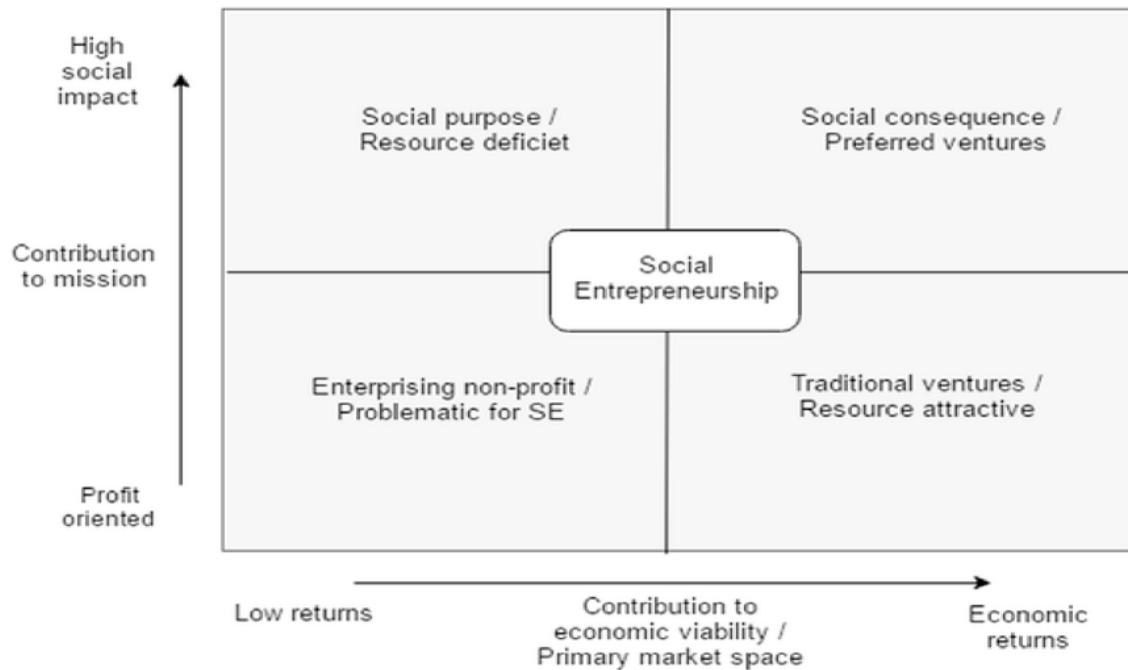 High
social
impact
Social purpose /
Resource deficiet
Social consequence /
Preferred ventures
Contribution
to mission
Social
Entrepreneurship
Enterprising non-profit /
Problematic for SE
Traditional ventures /
Resource attractive
Profit
oriented
Low returns
Contribution to
economic viability /
Primary market space
Economic
returns